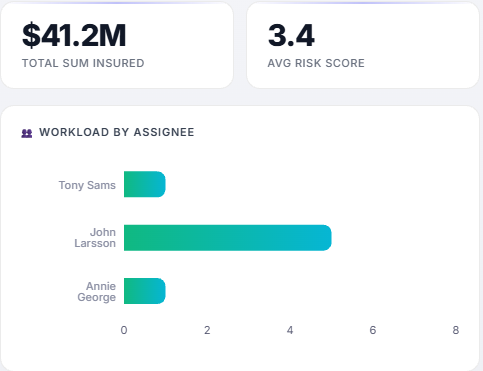 $41.2M
TOTAL SUM INSURED
3.4
AVG RISK SCORE
WORKLOAD BY ASSIGNEE
Tony Sams
John
Larsson
Annie
George
0 2 4 6 8